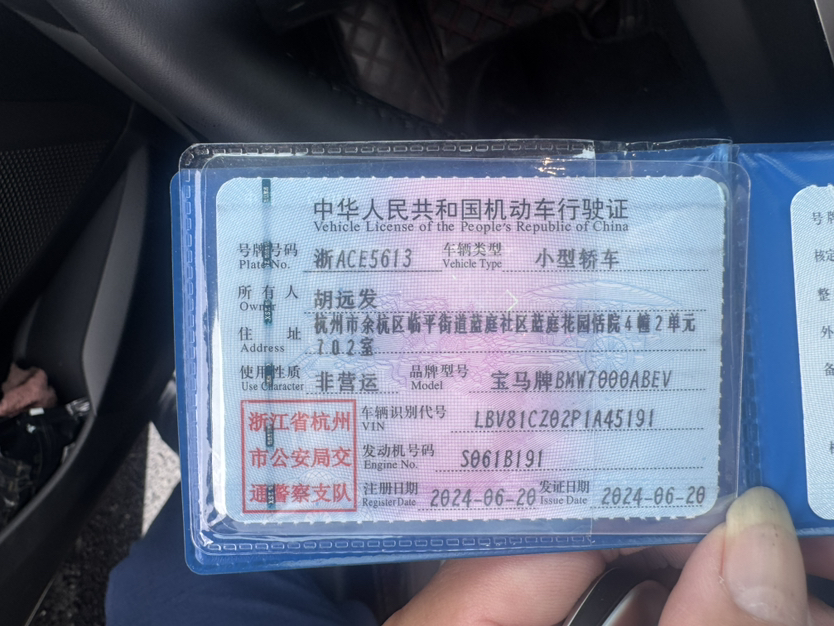 中华人民共和国机动车行驶证
Vehicle License of the People's Republic of China
号牌号码 浙ACE5613 车辆类型 小型轿车
Plate No. Vehicle Type
所有人 胡远发
Owner
住址 杭州市余杭区临平街道蓝庭社区蓝庭花园恬院4幢2单元
Address 702室
使用性质 非营运 品牌型号 宝马牌BMW7000ABEV
Use Character Model
浙江省杭州
市公安局交
通警察支队
车辆识别代号 LBV81CZ02P1A45191
VIN
发动机号码 S061B191
Engine No.
注册日期 2024-06-20 发证日期 2024-06-20
Register Date Issue Date
号牌
核定
整
外
备